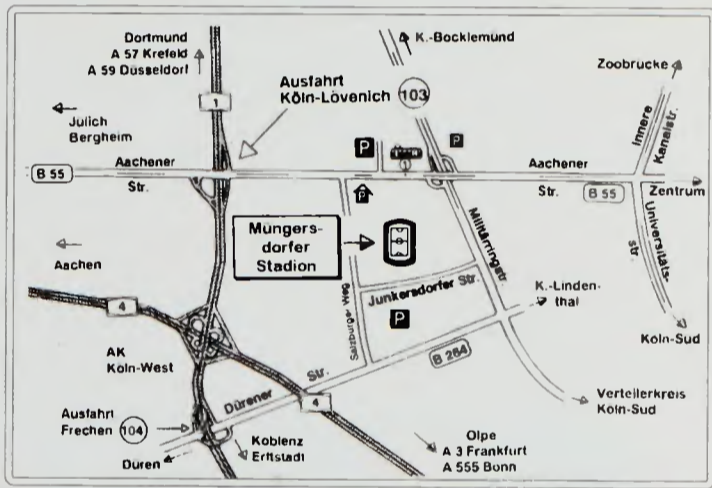 Dortmund
A 57 Krefeld
A 59 Düsseldorf
K.-Bocklemünd
Zoobrücke
Ausfahrt
Köln-Lövenich
103
1
Jülich
Bergheim
P
P
Innere
Kanalstr.
B 55
Aachener
Str.
Aachener
Str.
B 55
Zentrum
P
Müngers-
dorfer
Stadion
Militärringstr.
Universitäts-
str.
Aachen
4
Salzburger Weg
Junkersdorfer Str.
P
K.-Linden-
thal
Köln-Süd
AK
Köln-West
B 264
Dürener
Str.
4
Verteilerkreis
Köln-Süd
Ausfahrt
Frechen
104
Düren
Koblenz
Erftstadt
Olpe
A 3 Frankfurt
A 555 Bonn